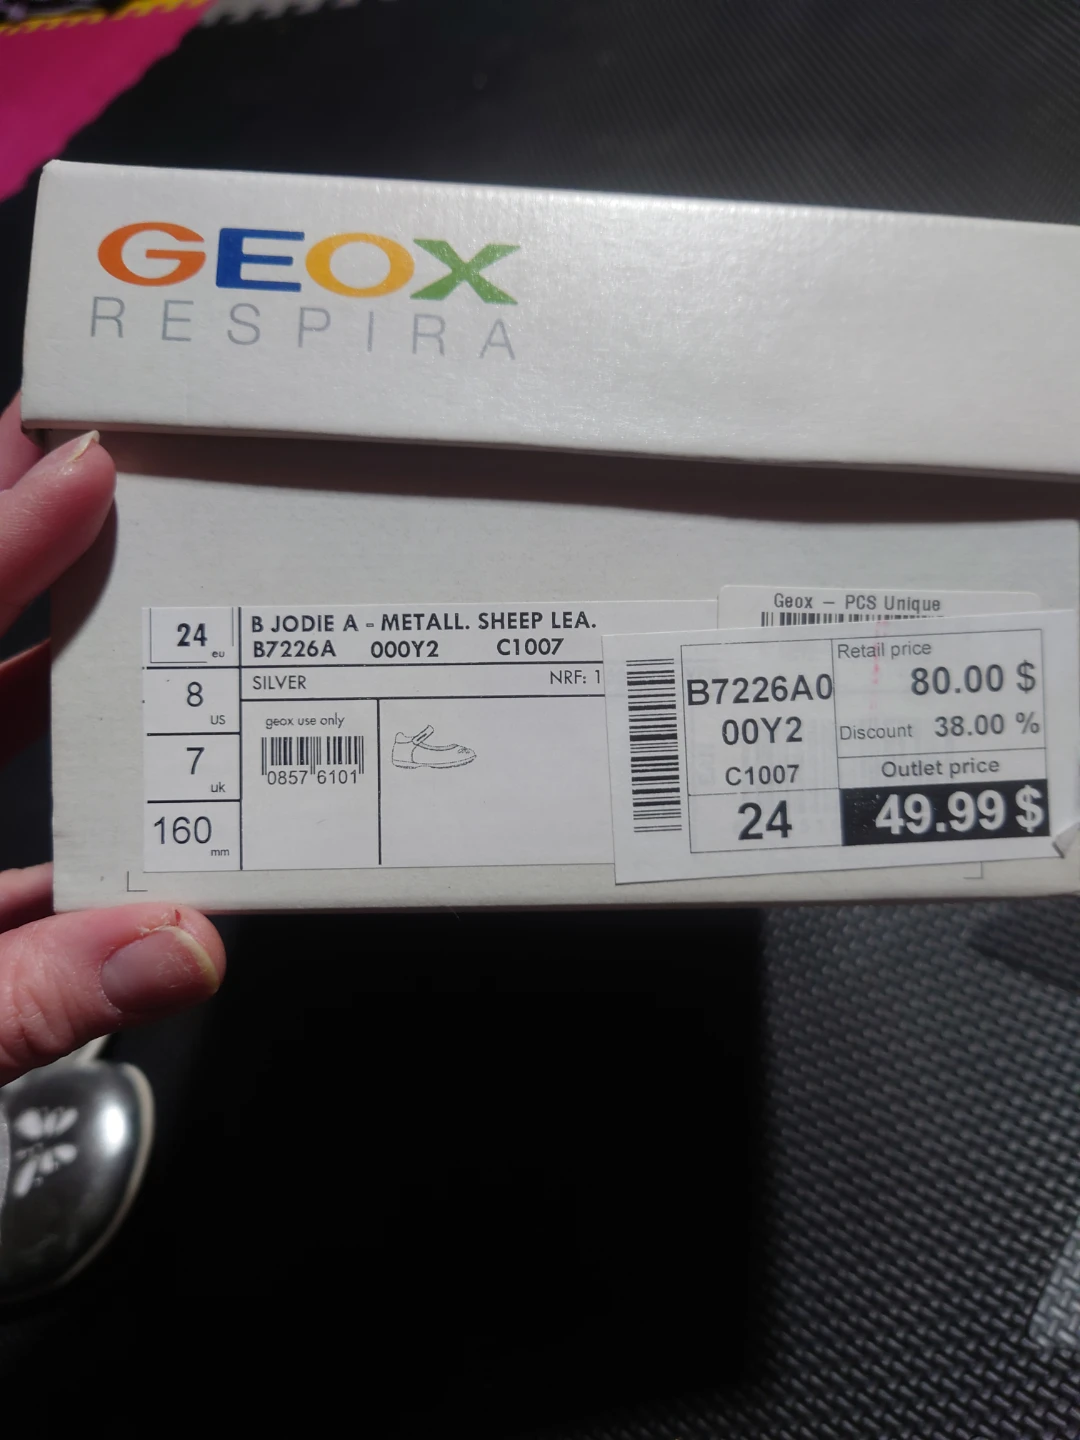 GEOX
RESPIRA
24 eu
B JODIE A - METALL. SHEEP LEA.
B7226A 000Y2 C1007
8 US
SILVER
NRF: 1
7 uk
geox use only
0857 6101
160 mm
Geox - PCS Unique
B7226A0
00Y2
C1007
24
Retail price
80.00 $
Discount 38.00 %
Outlet price
49.99 $